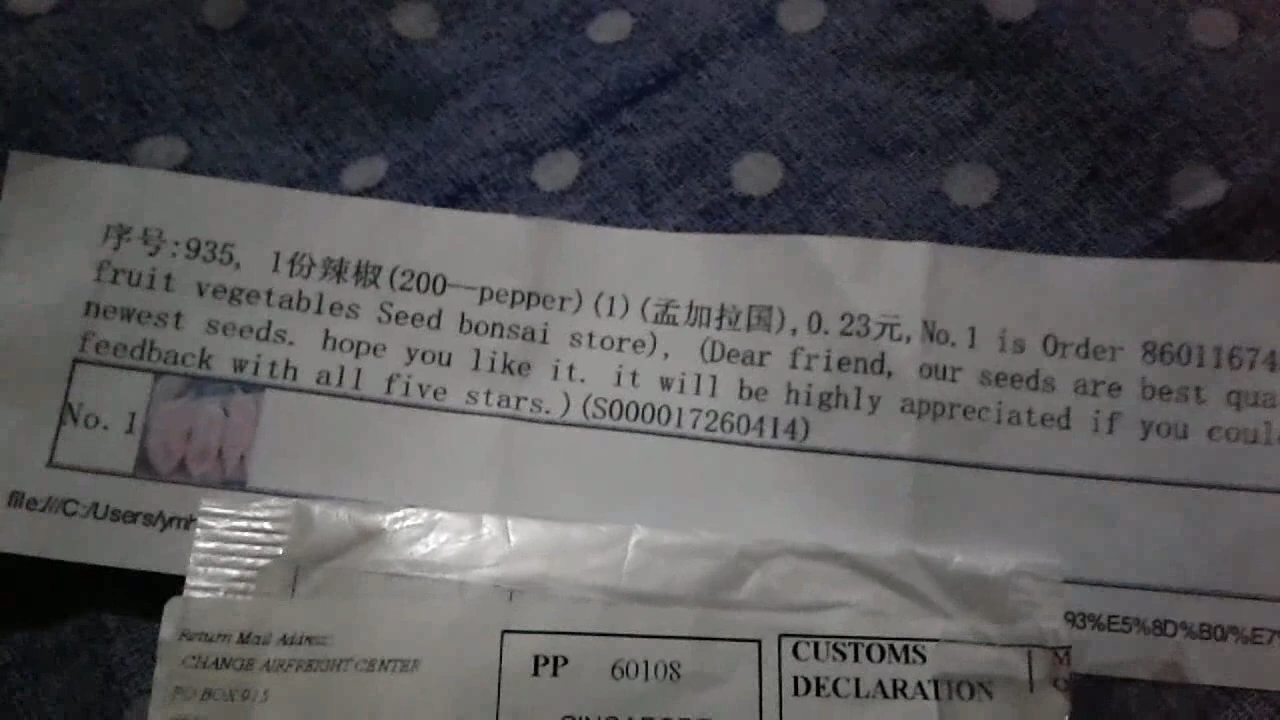 序号:935, 1份辣椒(200—pepper)(1)(孟加拉国),0.23元,No.1 is Order 86011674
fruit vegetables Seed bonsai store), (Dear friend, our seeds are best qua
newest seeds. hope you like it. it will be highly appreciated if you coul
feedback with all five stars.)(S000017260414)
No. 1
file:///C:/Users/ymh
93%E5%8D%B0/%E7
Return Mail Address:
CHANGE AIRFREIGHT CENTER
PO BOX 915
PP 60108
SINGAPORE
CUSTOMS
DECLARATION